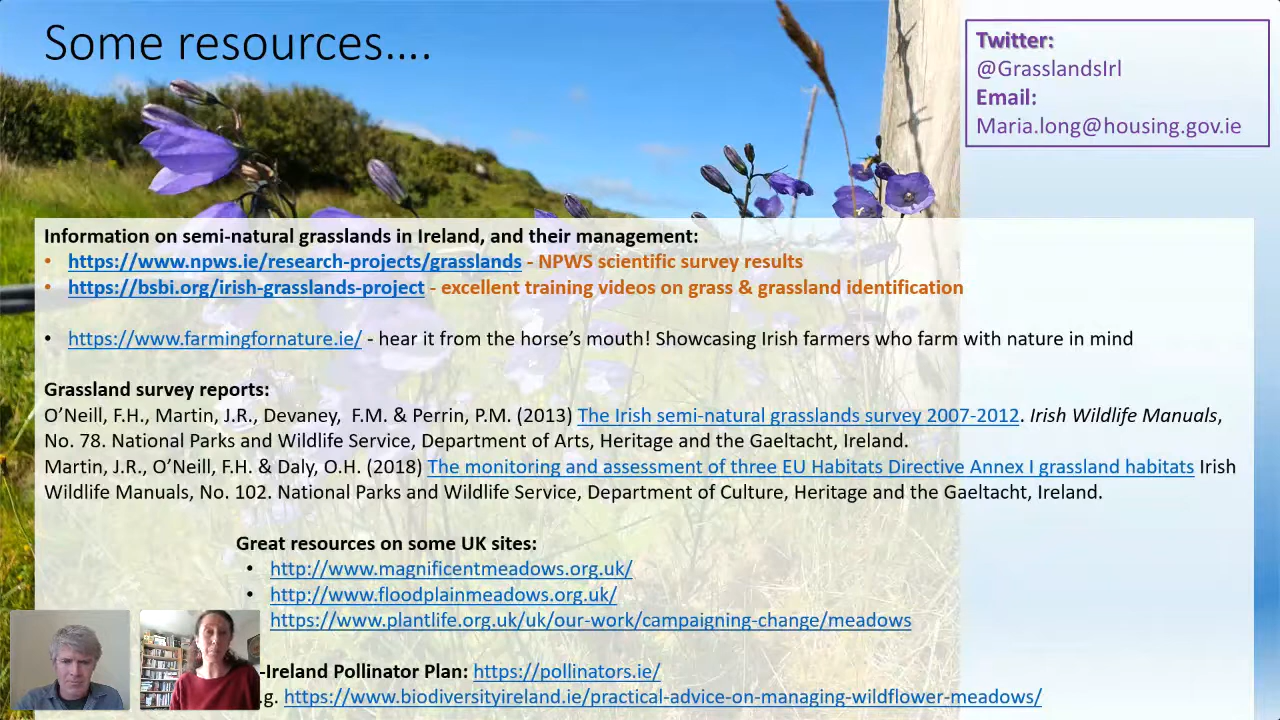 Some resources….
Twitter:
@GrasslandsIrl
Email:
Maria.long@housing.gov.ie
Information on semi-natural grasslands in Ireland, and their management:
• https://www.npws.ie/research-projects/grasslands - NPWS scientific survey results
• https://bsbi.org/irish-grasslands-project - excellent training videos on grass & grassland identification
• https://www.farmingfornature.ie/ - hear it from the horse’s mouth! Showcasing Irish farmers who farm with nature in mind
Grassland survey reports:
O’Neill, F.H., Martin, J.R., Devaney, F.M. & Perrin, P.M. (2013) The Irish semi-natural grasslands survey 2007-2012. Irish Wildlife Manuals,
No. 78. National Parks and Wildlife Service, Department of Arts, Heritage and the Gaeltacht, Ireland.
Martin, J.R., O’Neill, F.H. & Daly, O.H. (2018) The monitoring and assessment of three EU Habitats Directive Annex I grassland habitats Irish
Wildlife Manuals, No. 102. National Parks and Wildlife Service, Department of Culture, Heritage and the Gaeltacht, Ireland.
Great resources on some UK sites:
• http://www.magnificentmeadows.org.uk/
• http://www.floodplainmeadows.org.uk/
https://www.plantlife.org.uk/uk/our-work/campaigning-change/meadows
-Ireland Pollinator Plan: https://pollinators.ie/
.g. https://www.biodiversityireland.ie/practical-advice-on-managing-wildflower-meadows/